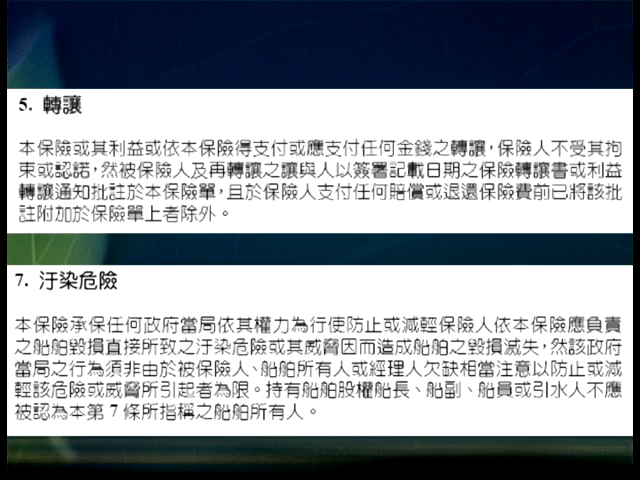 5. 轉讓
本保險或其利益或依本保險得支付或應支付任何金錢之轉讓，保險人不受其拘
束或認諾，然被保險人及再轉讓之讓與人以簽署記載日期之保險轉讓書或利益
轉讓通知批註於本保險單，且於保險人支付任何賠償或退還保險費前已將該批
註附加於保險單上者除外。
7. 汙染危險
本保險承保任何政府當局依其權力為行使防止或減輕保險人依本保險應負責
之船舶毀損直接所致之汙染危險或其威脅因而造成船舶之毀損滅失，然該政府
當局之行為須非由於被保險人、船舶所有人或經理人欠缺相當注意以防止或減
輕該危險或威脅所引起者為限。持有船舶股權船長、船副、船員或引水人不應
被認為本第 7 條所指稱之船舶所有人。